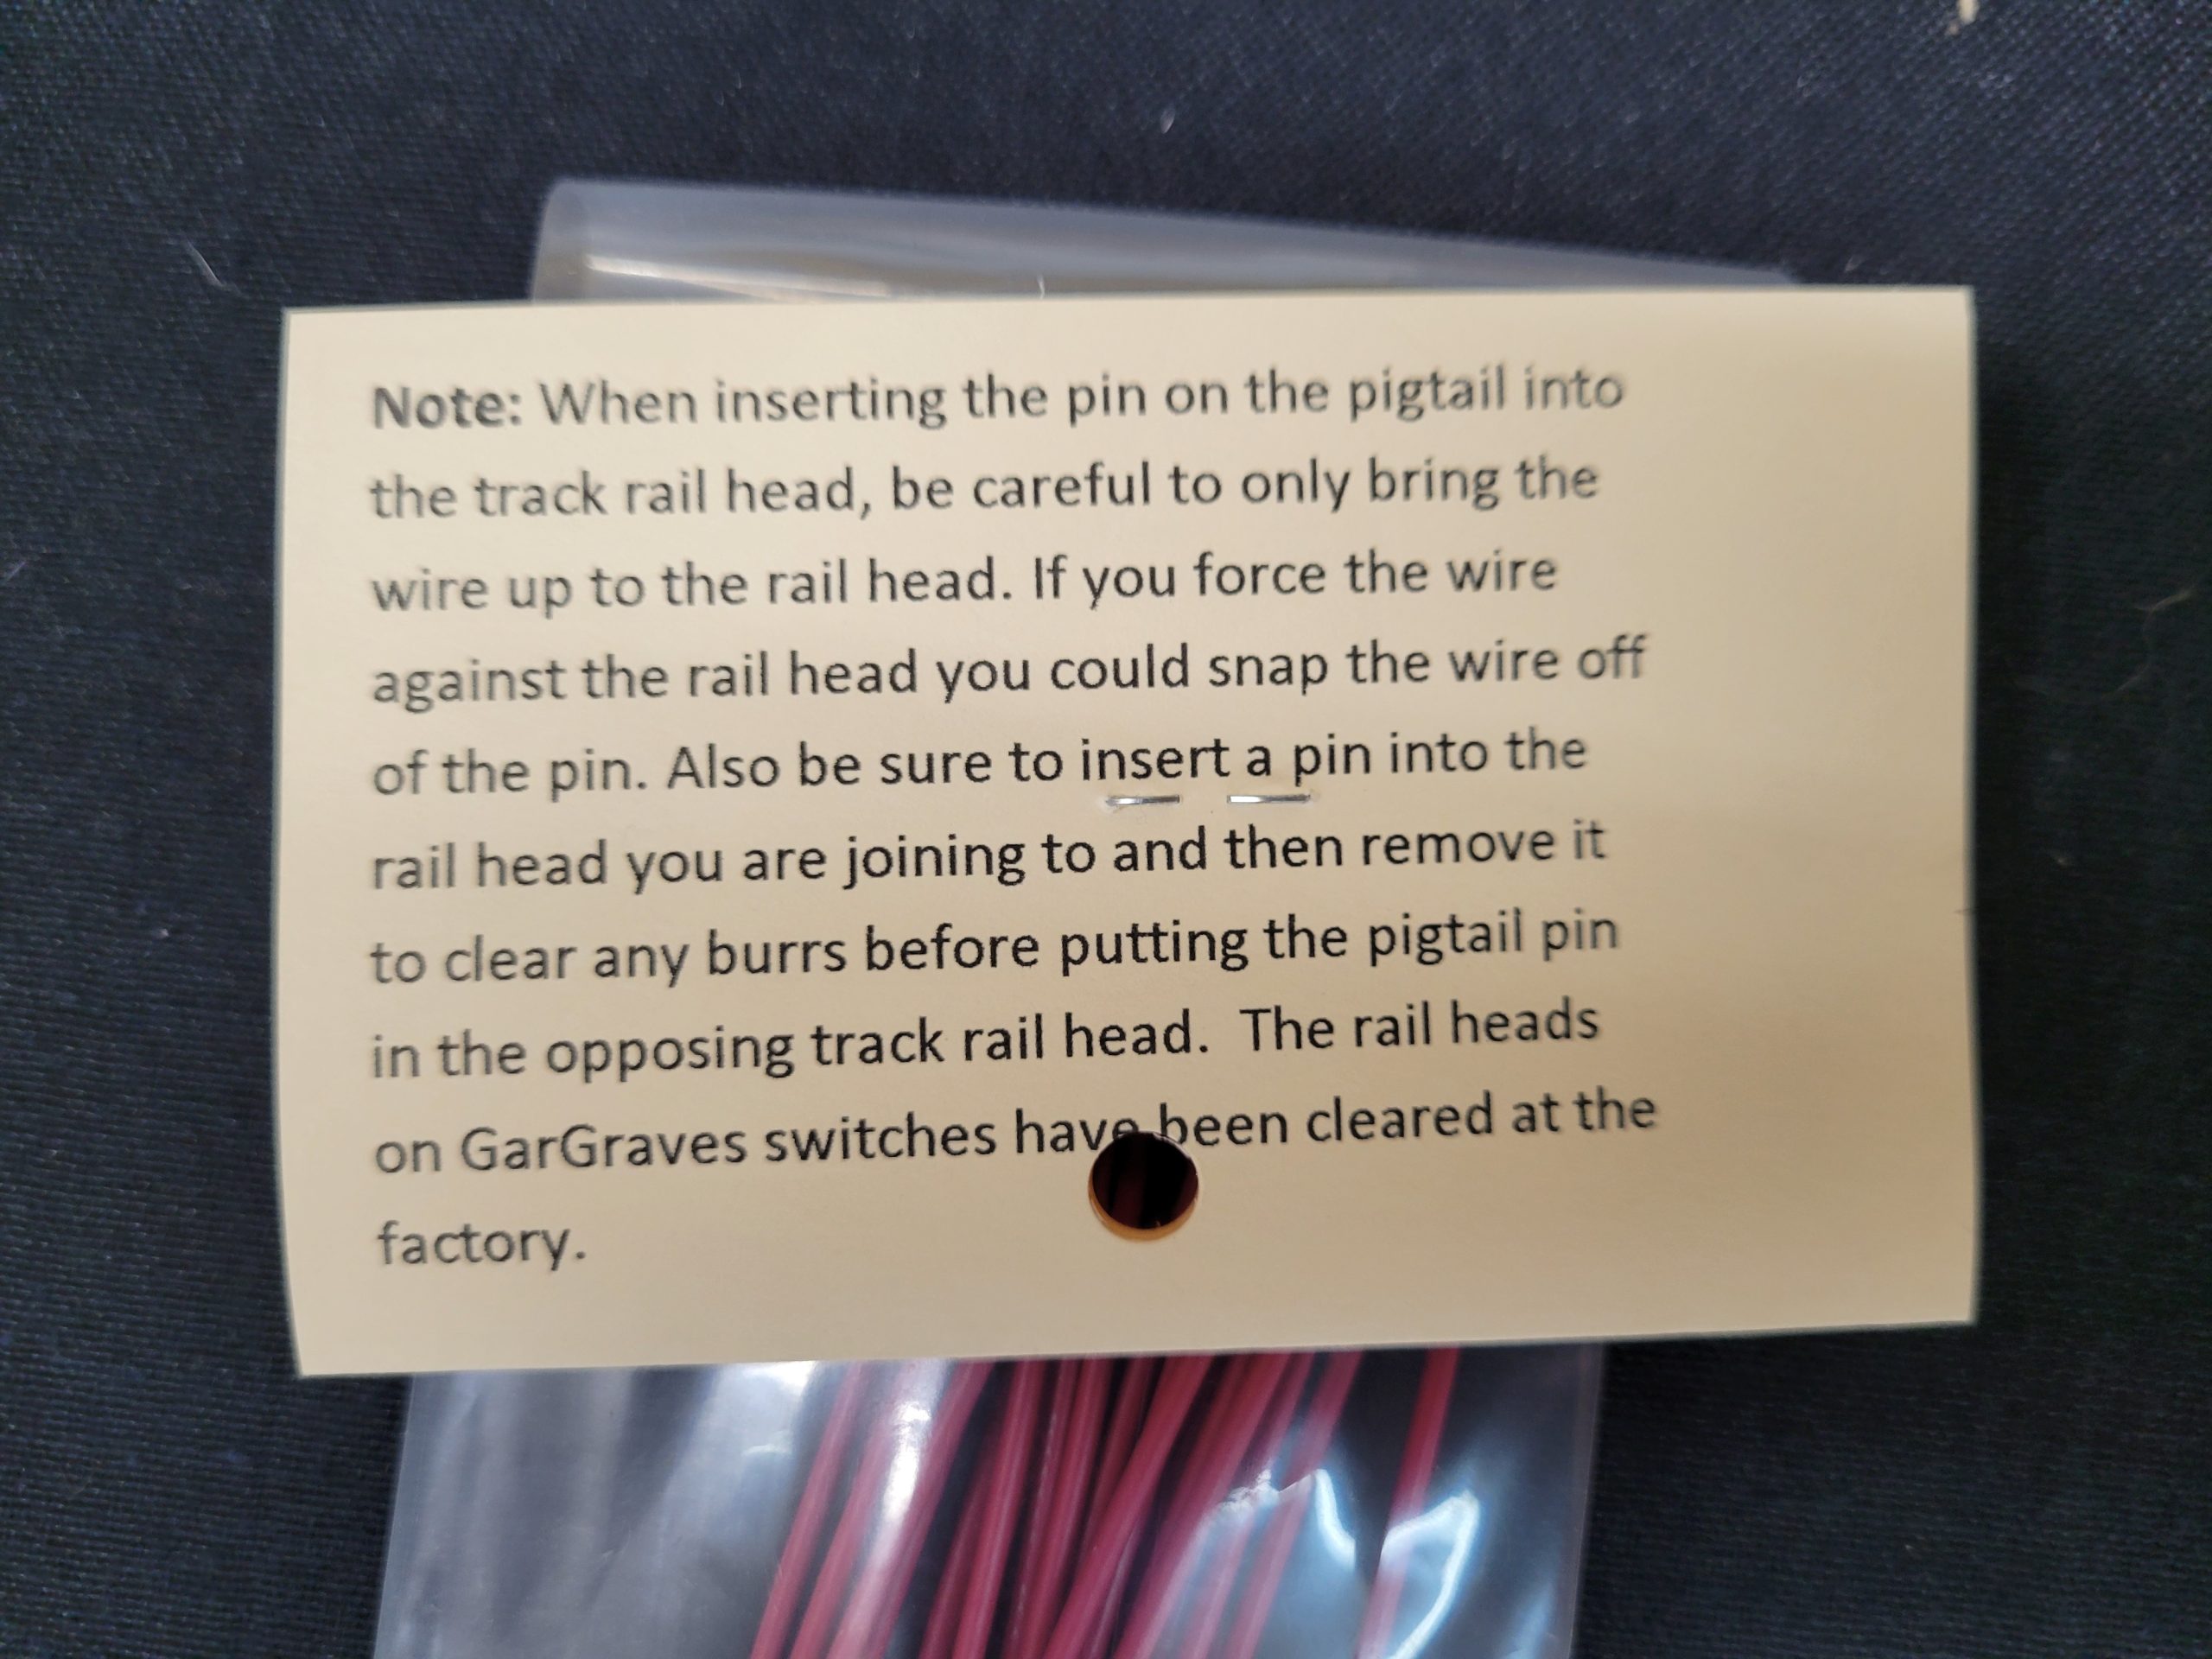 Note: When inserting the pin on the pigtail into
the track rail head, be careful to only bring the
wire up to the rail head. If you force the wire
against the rail head you could snap the wire off
of the pin. Also be sure to insert a pin into the
rail head you are joining to and then remove it
to clear any burrs before putting the pigtail pin
in the opposing track rail head. The rail heads
on GarGraves switches have been cleared at the
factory.